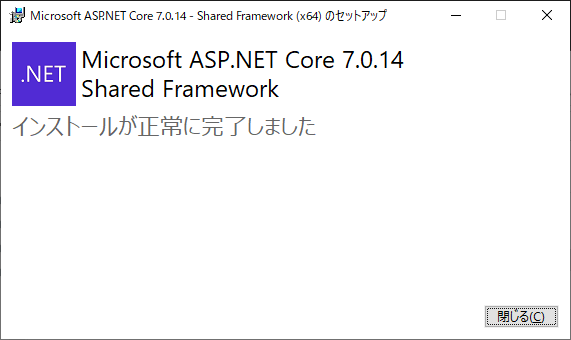 Microsoft ASP.NET Core 7.0.14 - Shared Framework (x64) のセットアップ
.NET
Microsoft ASP.NET Core 7.0.14
Shared Framework
インストールが正常に完了しました
閉じる(C)